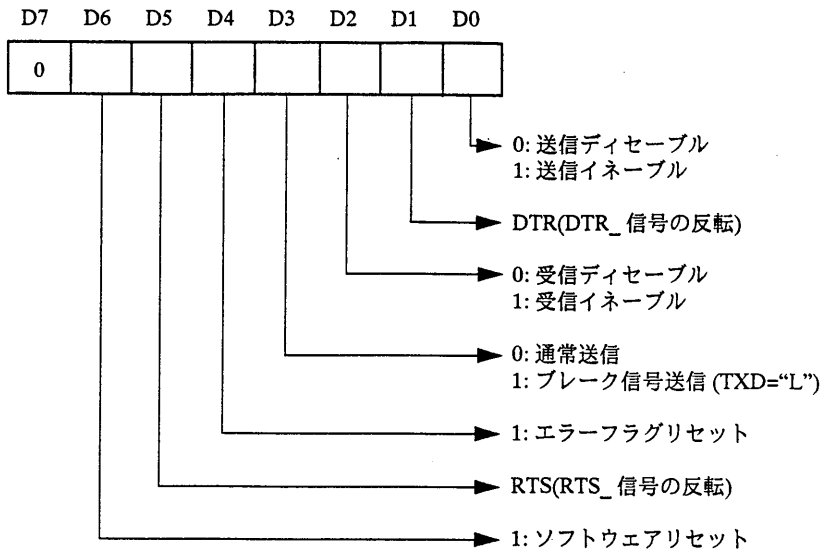 D7 D6 D5 D4 D3 D2 D1 D0
0
0: 送信ディセーブル
1: 送信イネーブル
DTR(DTR_ 信号の反転)
0: 受信ディセーブル
1: 受信イネーブル
0: 通常送信
1: ブレーク信号送信 (TXD=“L”)
1: エラーフラグリセット
RTS(RTS_ 信号の反転)
1: ソフトウェアリセット